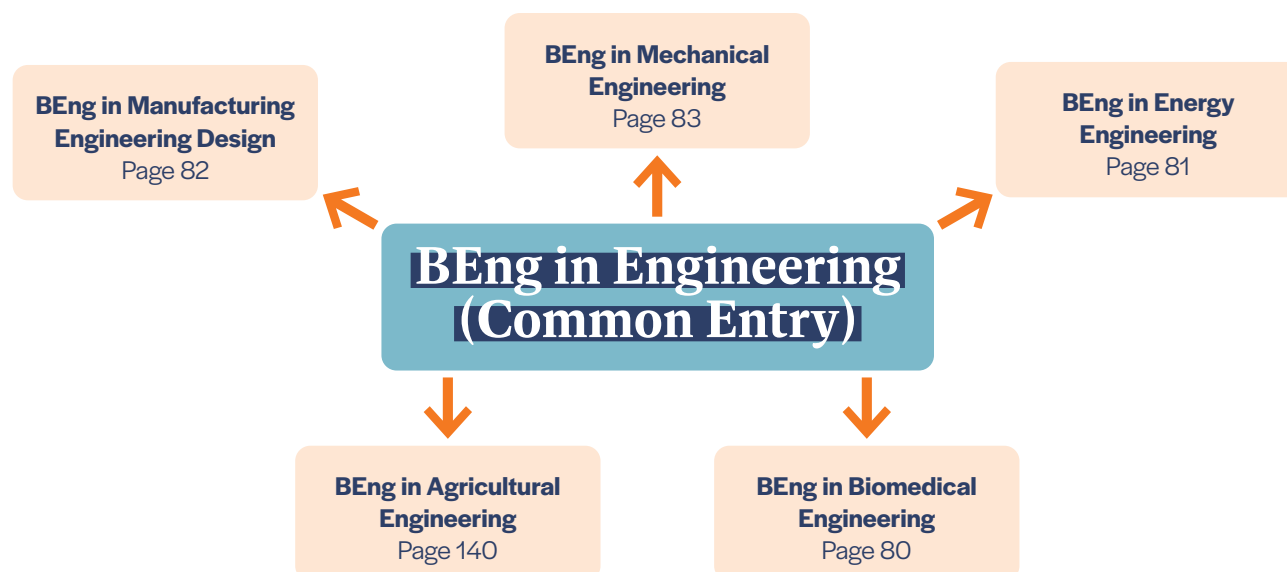 BEng in Mechanical
Engineering
Page 83
BEng in Manufacturing
Engineering Design
Page 82
BEng in Energy
Engineering
Page 81
BEng in Engineering
(Common Entry)
BEng in Agricultural
Engineering
Page 140
BEng in Biomedical
Engineering
Page 80